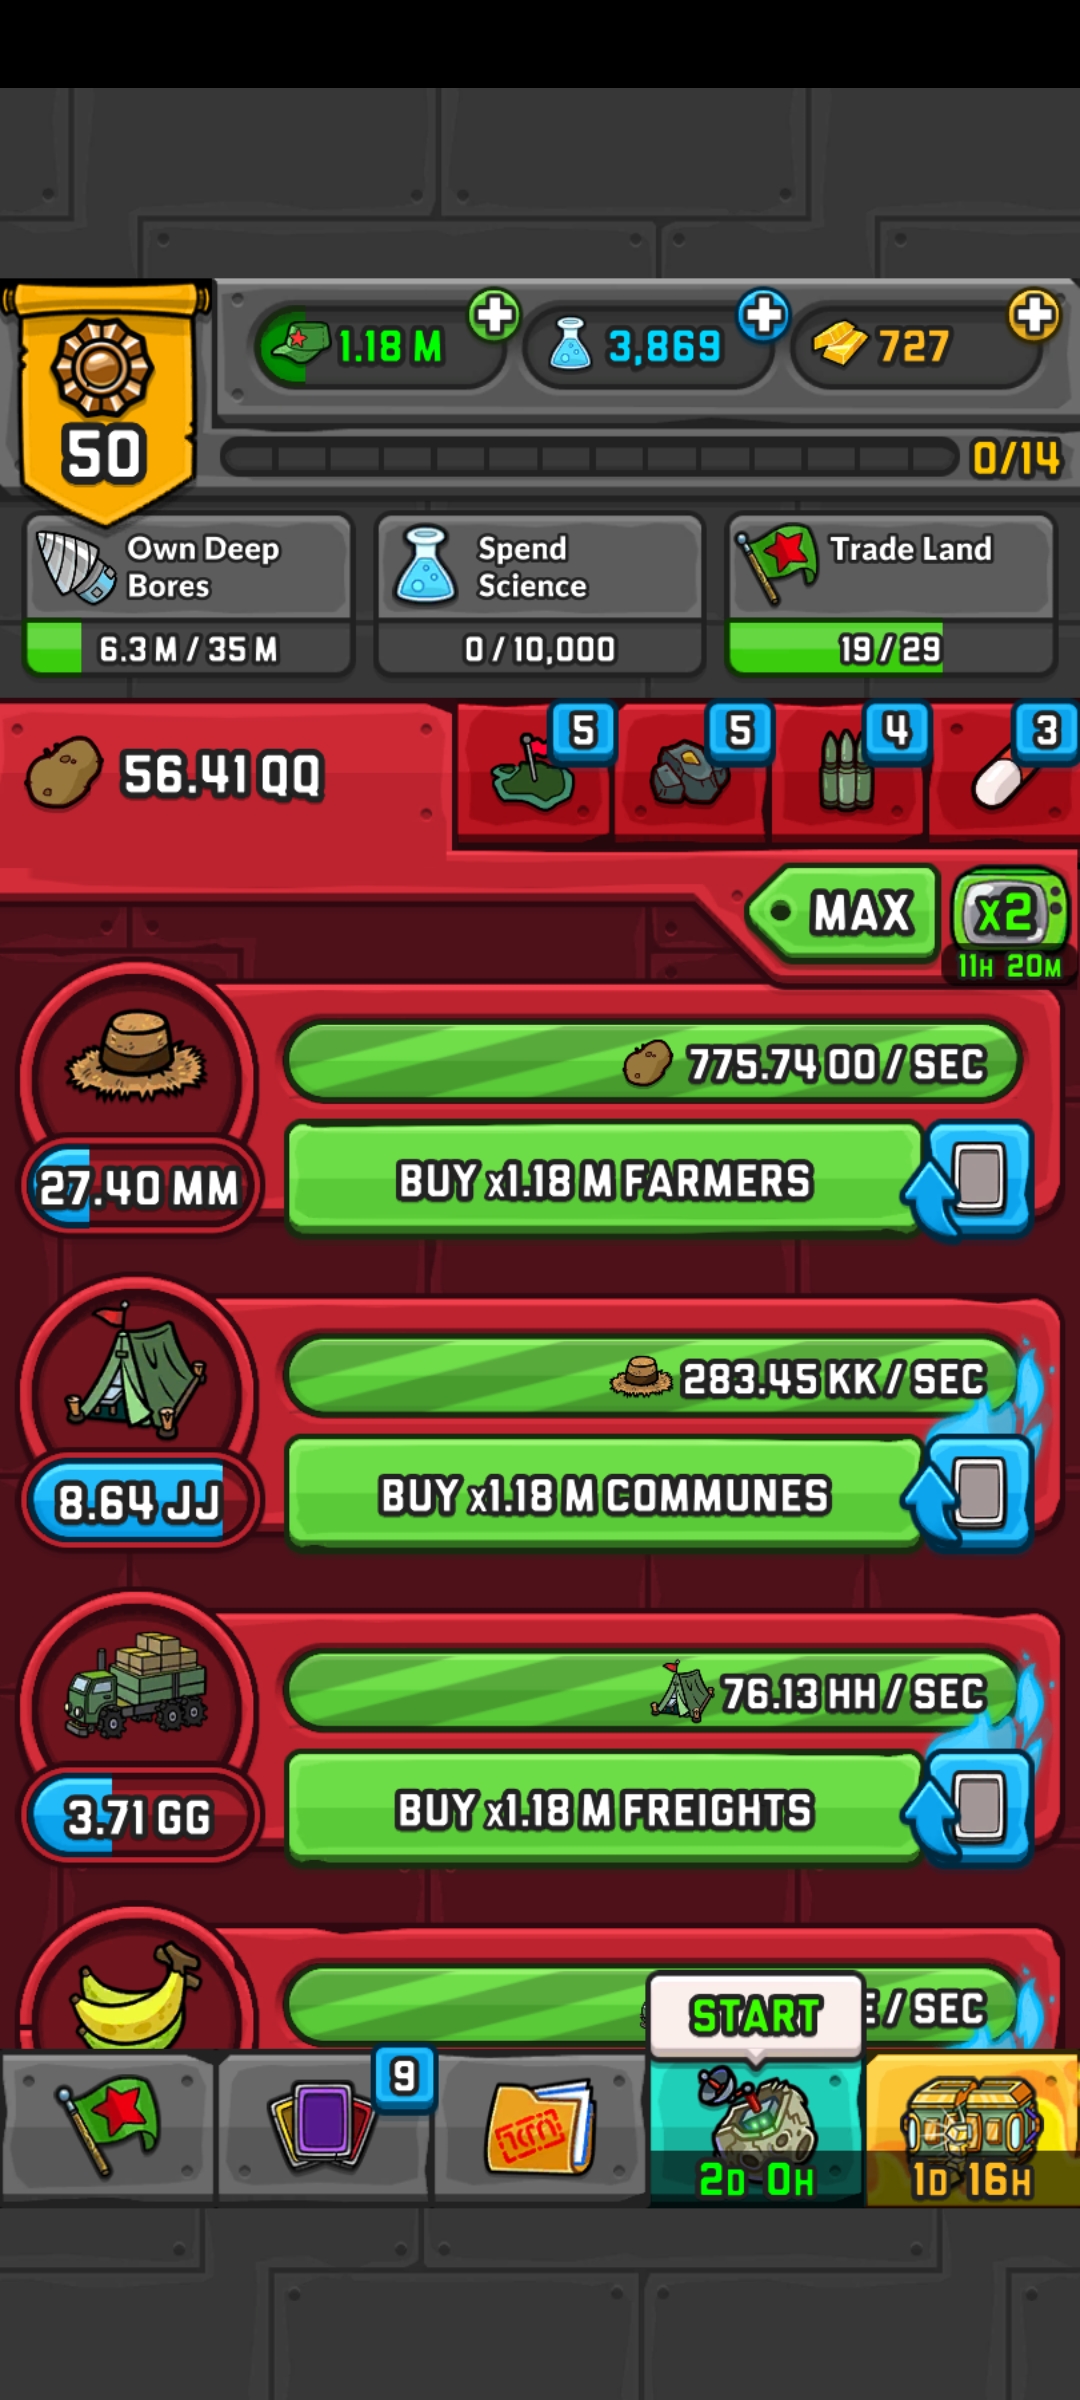 50
1.18 M
3,869
727
0/14
Own Deep
Bores
6.3 M / 35 M
Spend
Science
0 / 10,000
Trade Land
19 / 29
56.41 QQ
5
5
4
3
MAX
x2
11H 20M
775.74 OO / SEC
27.40 MM
BUY x1.18 M FARMERS
283.45 KK / SEC
8.64 JJ
BUY x1.18 M COMMUNES
76.13 HH / SEC
3.71 GG
BUY x1.18 M FREIGHTS
/ SEC
START
9
2D 0H
1D 16H